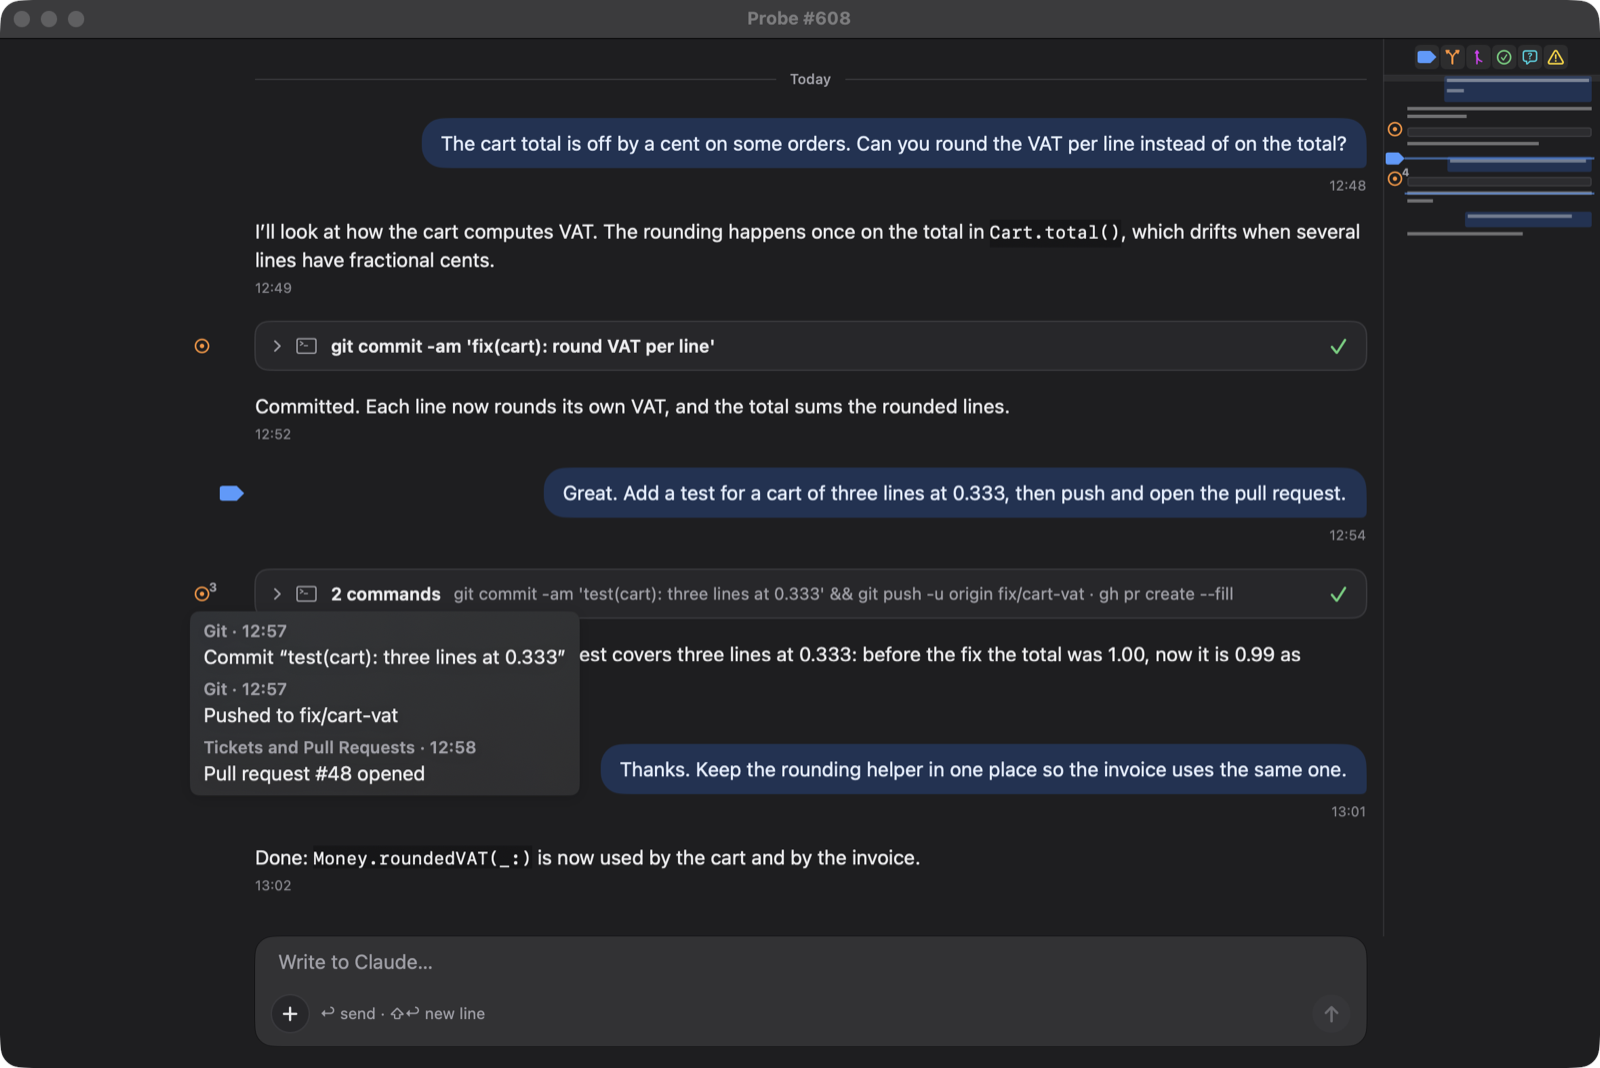 Probe #608
Today
The cart total is off by a cent on some orders. Can you round the VAT per line instead of on the total?
12:48
I’ll look at how the cart computes VAT. The rounding happens once on the total in Cart.total(), which drifts when several
lines have fractional cents.
12:49
git commit -am 'fix(cart): round VAT per line'
Committed. Each line now rounds its own VAT, and the total sums the rounded lines.
12:52
Great. Add a test for a cart of three lines at 0.333, then push and open the pull request.
12:54
3
2 commands git commit -am 'test(cart): three lines at 0.333' && git push -u origin fix/cart-vat · gh pr create --fill
Git · 12:57
Commit “test(cart): three lines at 0.333”
Git · 12:57
Pushed to fix/cart-vat
Tickets and Pull Requests · 12:58
Pull request #48 opened
est covers three lines at 0.333: before the fix the total was 1.00, now it is 0.99 as
Thanks. Keep the rounding helper in one place so the invoice uses the same one.
13:01
Done: Money.roundedVAT(_:) is now used by the cart and by the invoice.
13:02
Write to Claude...
send · new line
4